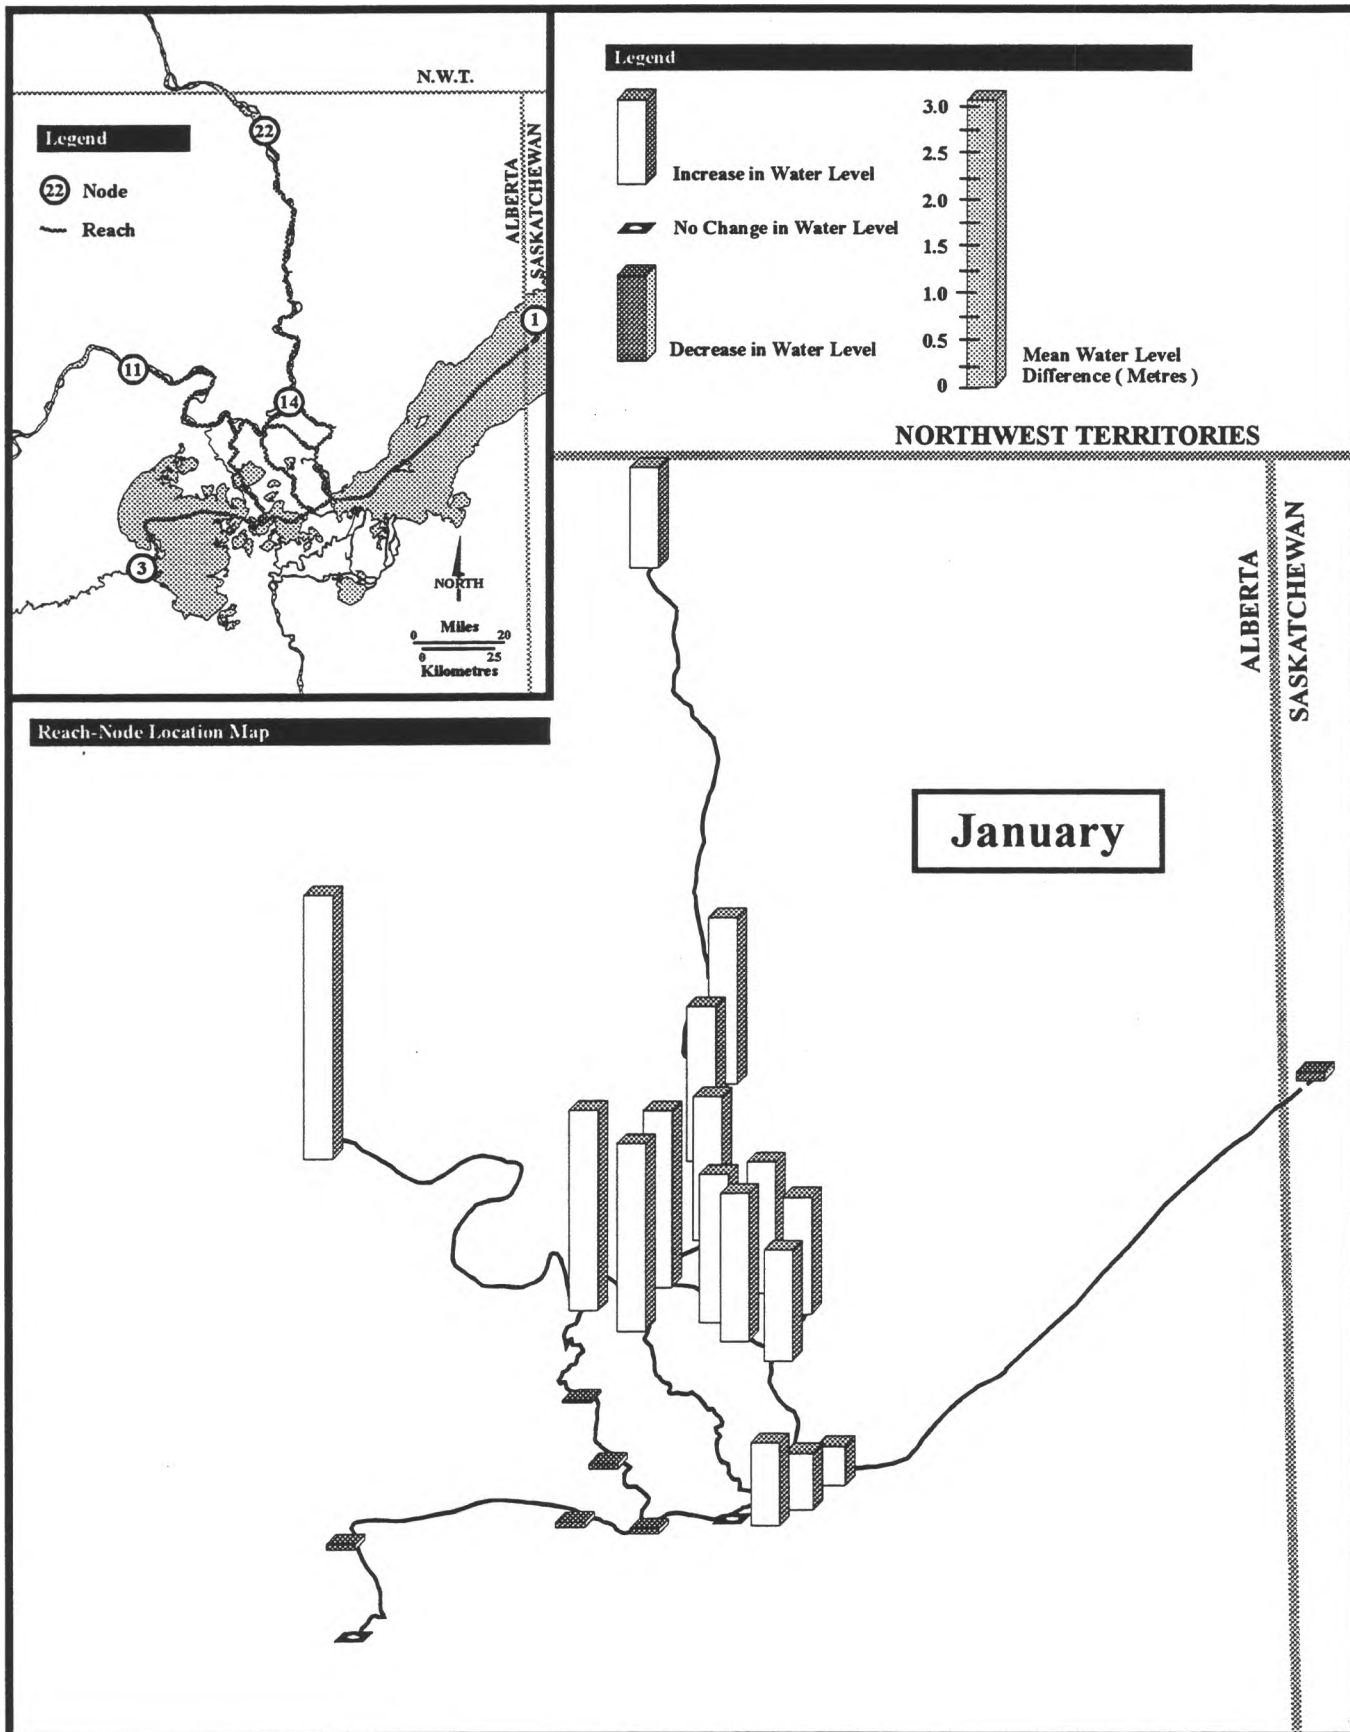 N.W.T.
Legend
22
22 Node
Reach
ALBERTA
SASKATCHEWAN
1
11
14
3
NORTH
Miles
0 20
0 25
Kilometres
Reach-Node Location Map
Legend
Increase in Water Level
No Change in Water Level
Decrease in Water Level
3.0
2.5
2.0
1.5
1.0
0.5
0
Mean Water Level
Difference ( Metres )
NORTHWEST TERRITORIES
ALBERTA
SASKATCHEWAN
January